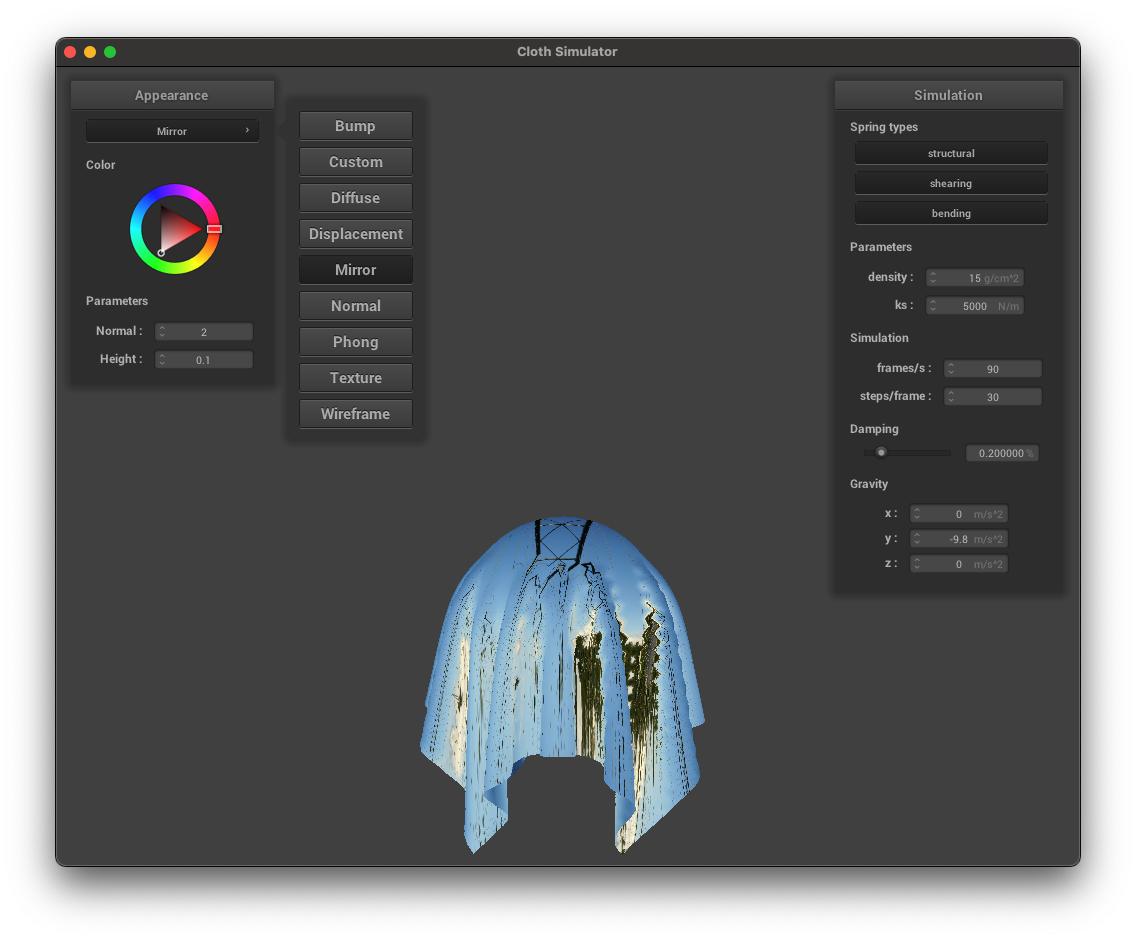 Cloth Simulator
Appearance
Mirror ›
Color
Parameters
Normal : 2
Height : 0.1
Bump
Custom
Diffuse
Displacement
Mirror
Normal
Phong
Texture
Wireframe
Simulation
Spring types
structural
shearing
bending
Parameters
density : 15 g/cm^2
ks : 5000 N/m
Simulation
frames/s : 90
steps/frame : 30
Damping
0.200000 %
Gravity
x : 0 m/s^2
y : -9.8 m/s^2
z : 0 m/s^2